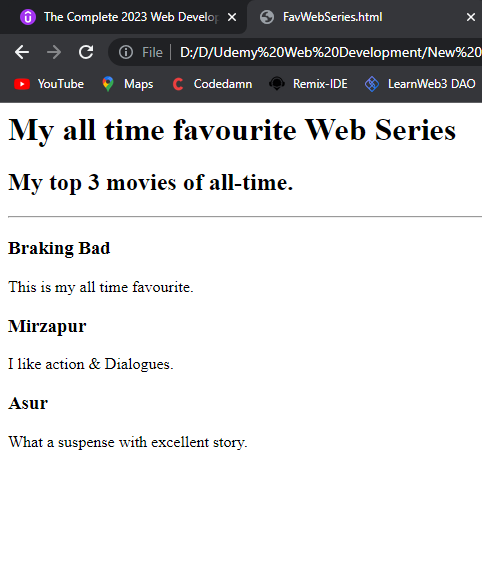 The Complete 2023 Web Develop
FavWebSeries.html
File D:/D/Udemy%20Web%20Development/New%20
YouTube Maps Codedamn Remix-IDE LearnWeb3 DAO
My all time favourite Web Series
My top 3 movies of all-time.
Braking Bad
This is my all time favourite.
Mirzapur
I like action & Dialogues.
Asur
What a suspense with excellent story.